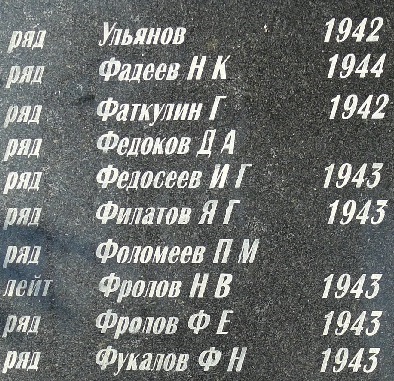 ряд Ульянов 1942
ряд Фадеев Н К 1944
ряд Фаткулин Г 1942
ряд Федоков Д А
ряд Федосеев И Г 1943
ряд Филатов Я Г 1943
ряд Фоломеев П М
лейт Фролов Н В 1943
ряд Фролов Ф Е 1943
ряд Фукалов Ф Н 1943